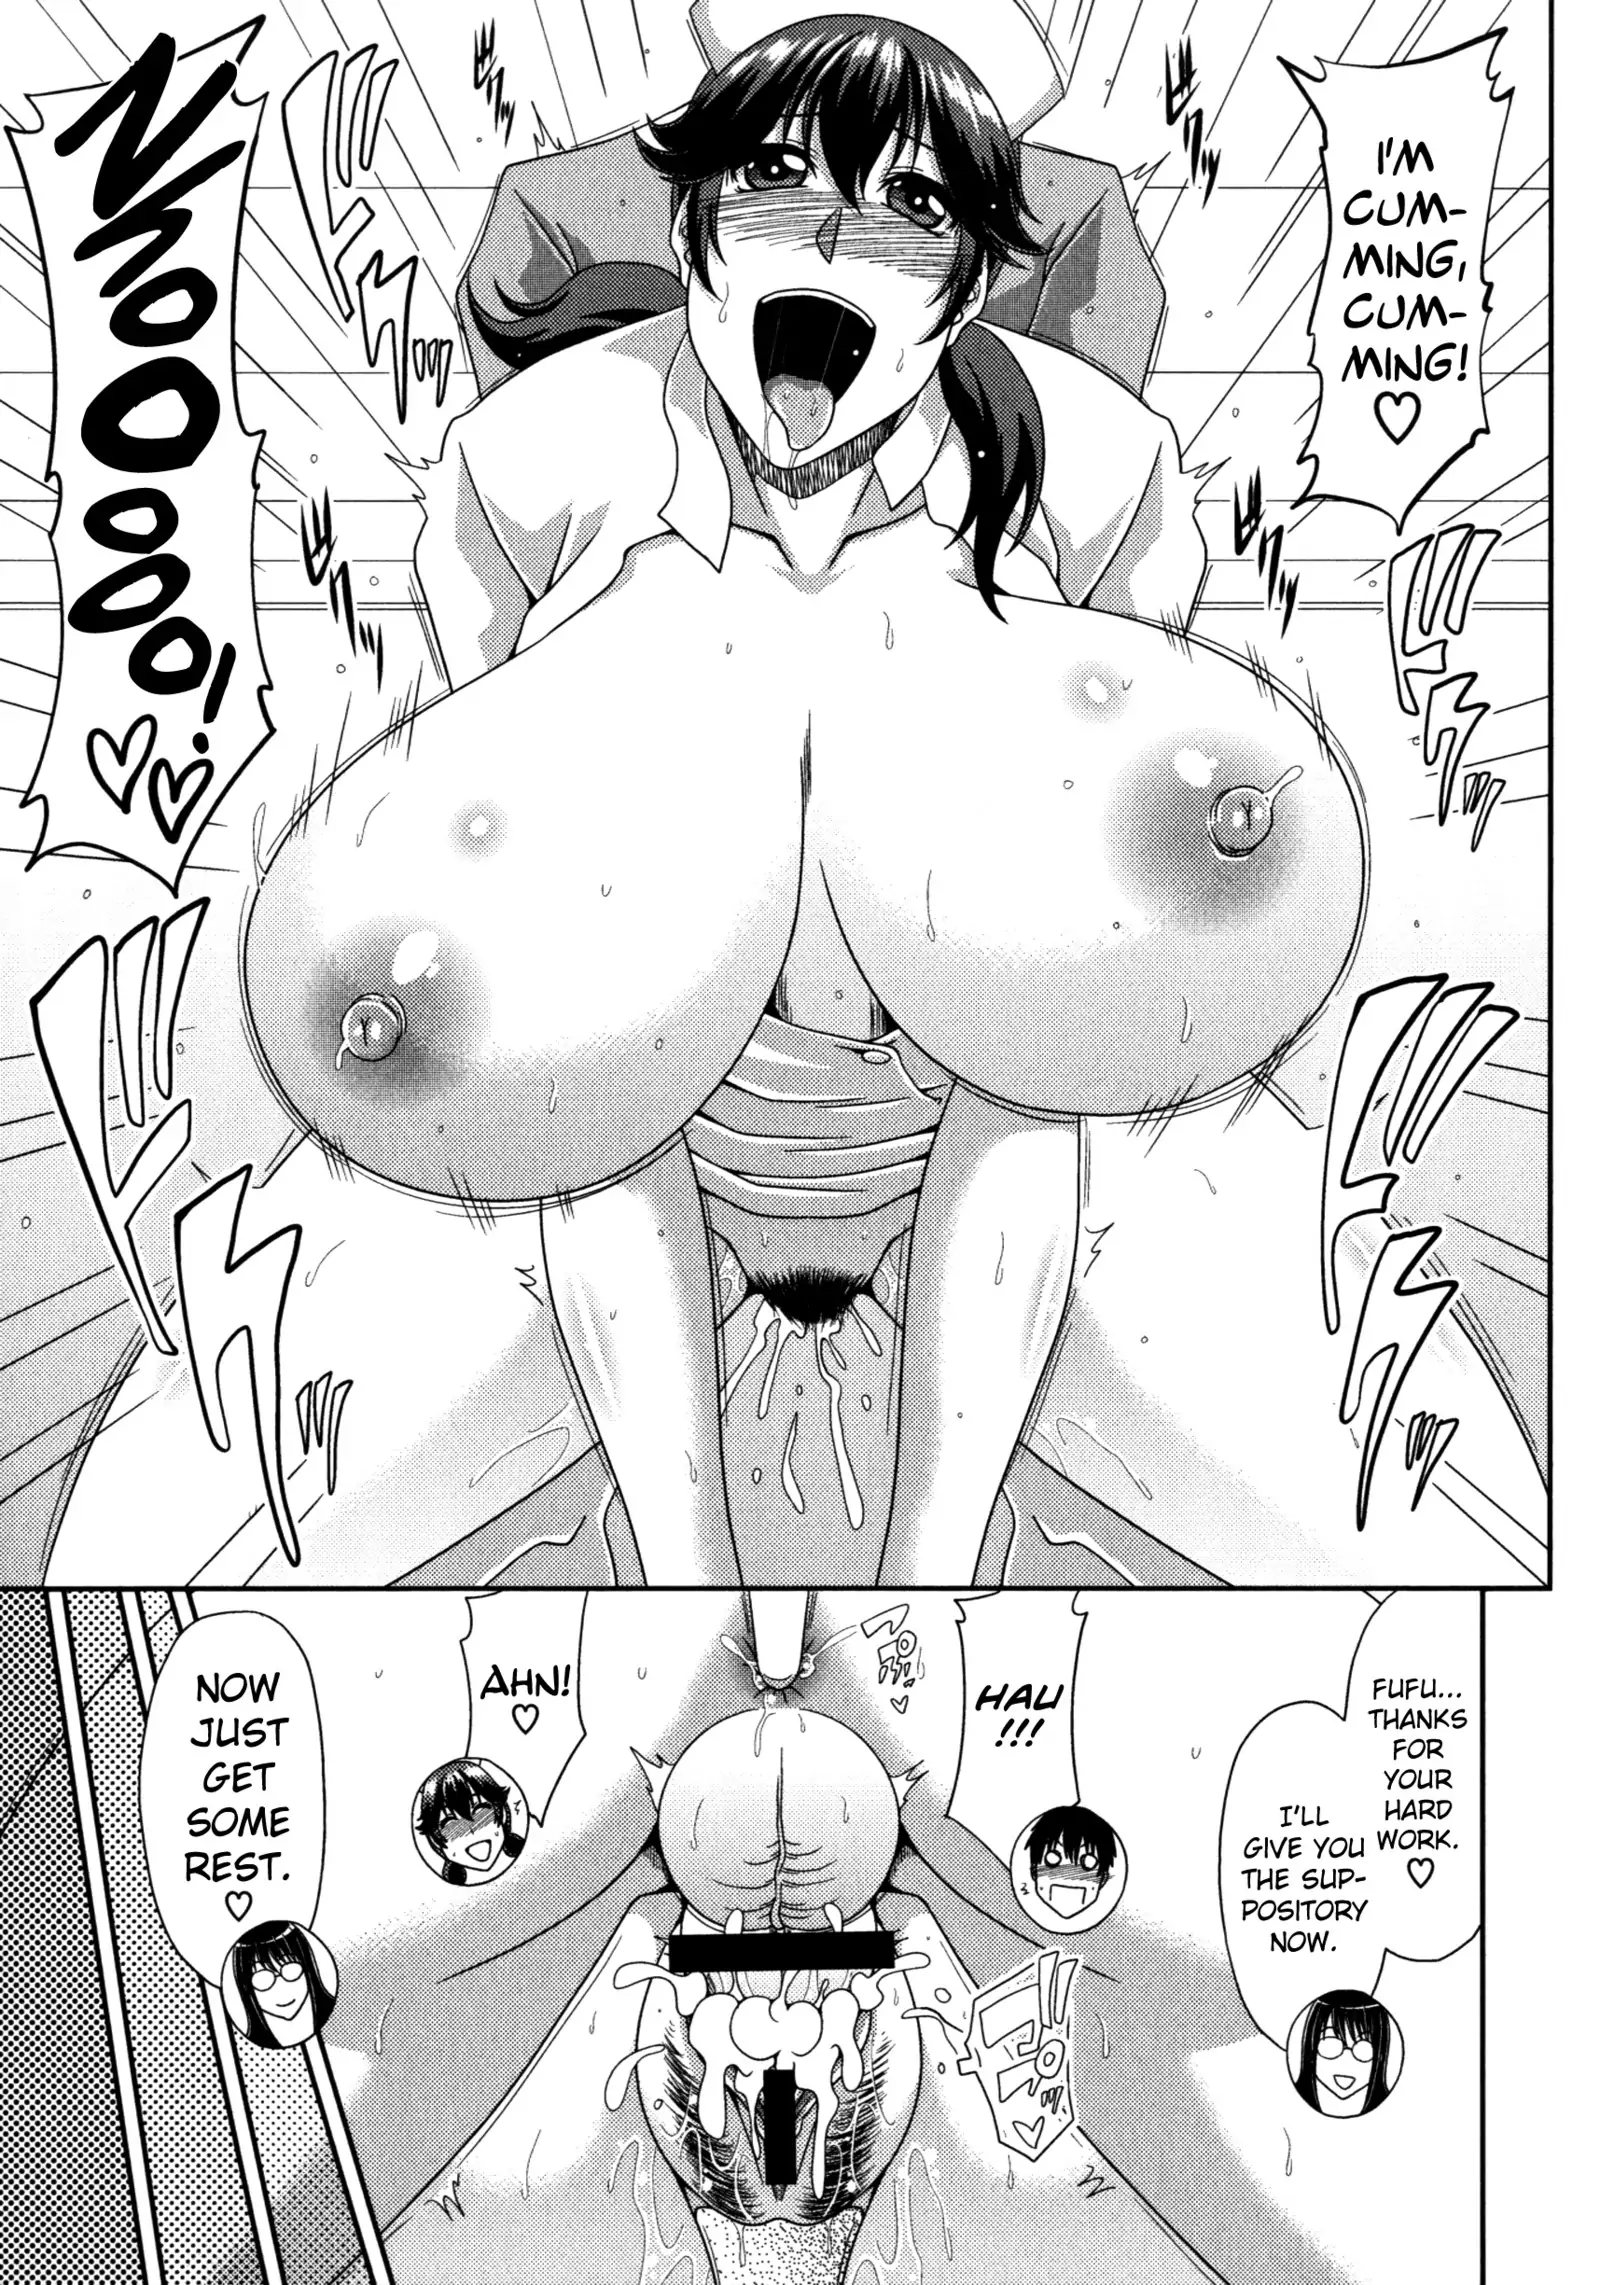 I'M
CUM-
MING,
CUM-
MING!
♡
NNOOOOOO!
♡♡
FUFU...
THANKS
FOR
YOUR
HARD
WORK.
♡
I'LL
GIVE YOU
THE SUP-
POSITORY
NOW.
HAU
!!!
AHN!
♡
NOW
JUST
GET
SOME
REST.
♡